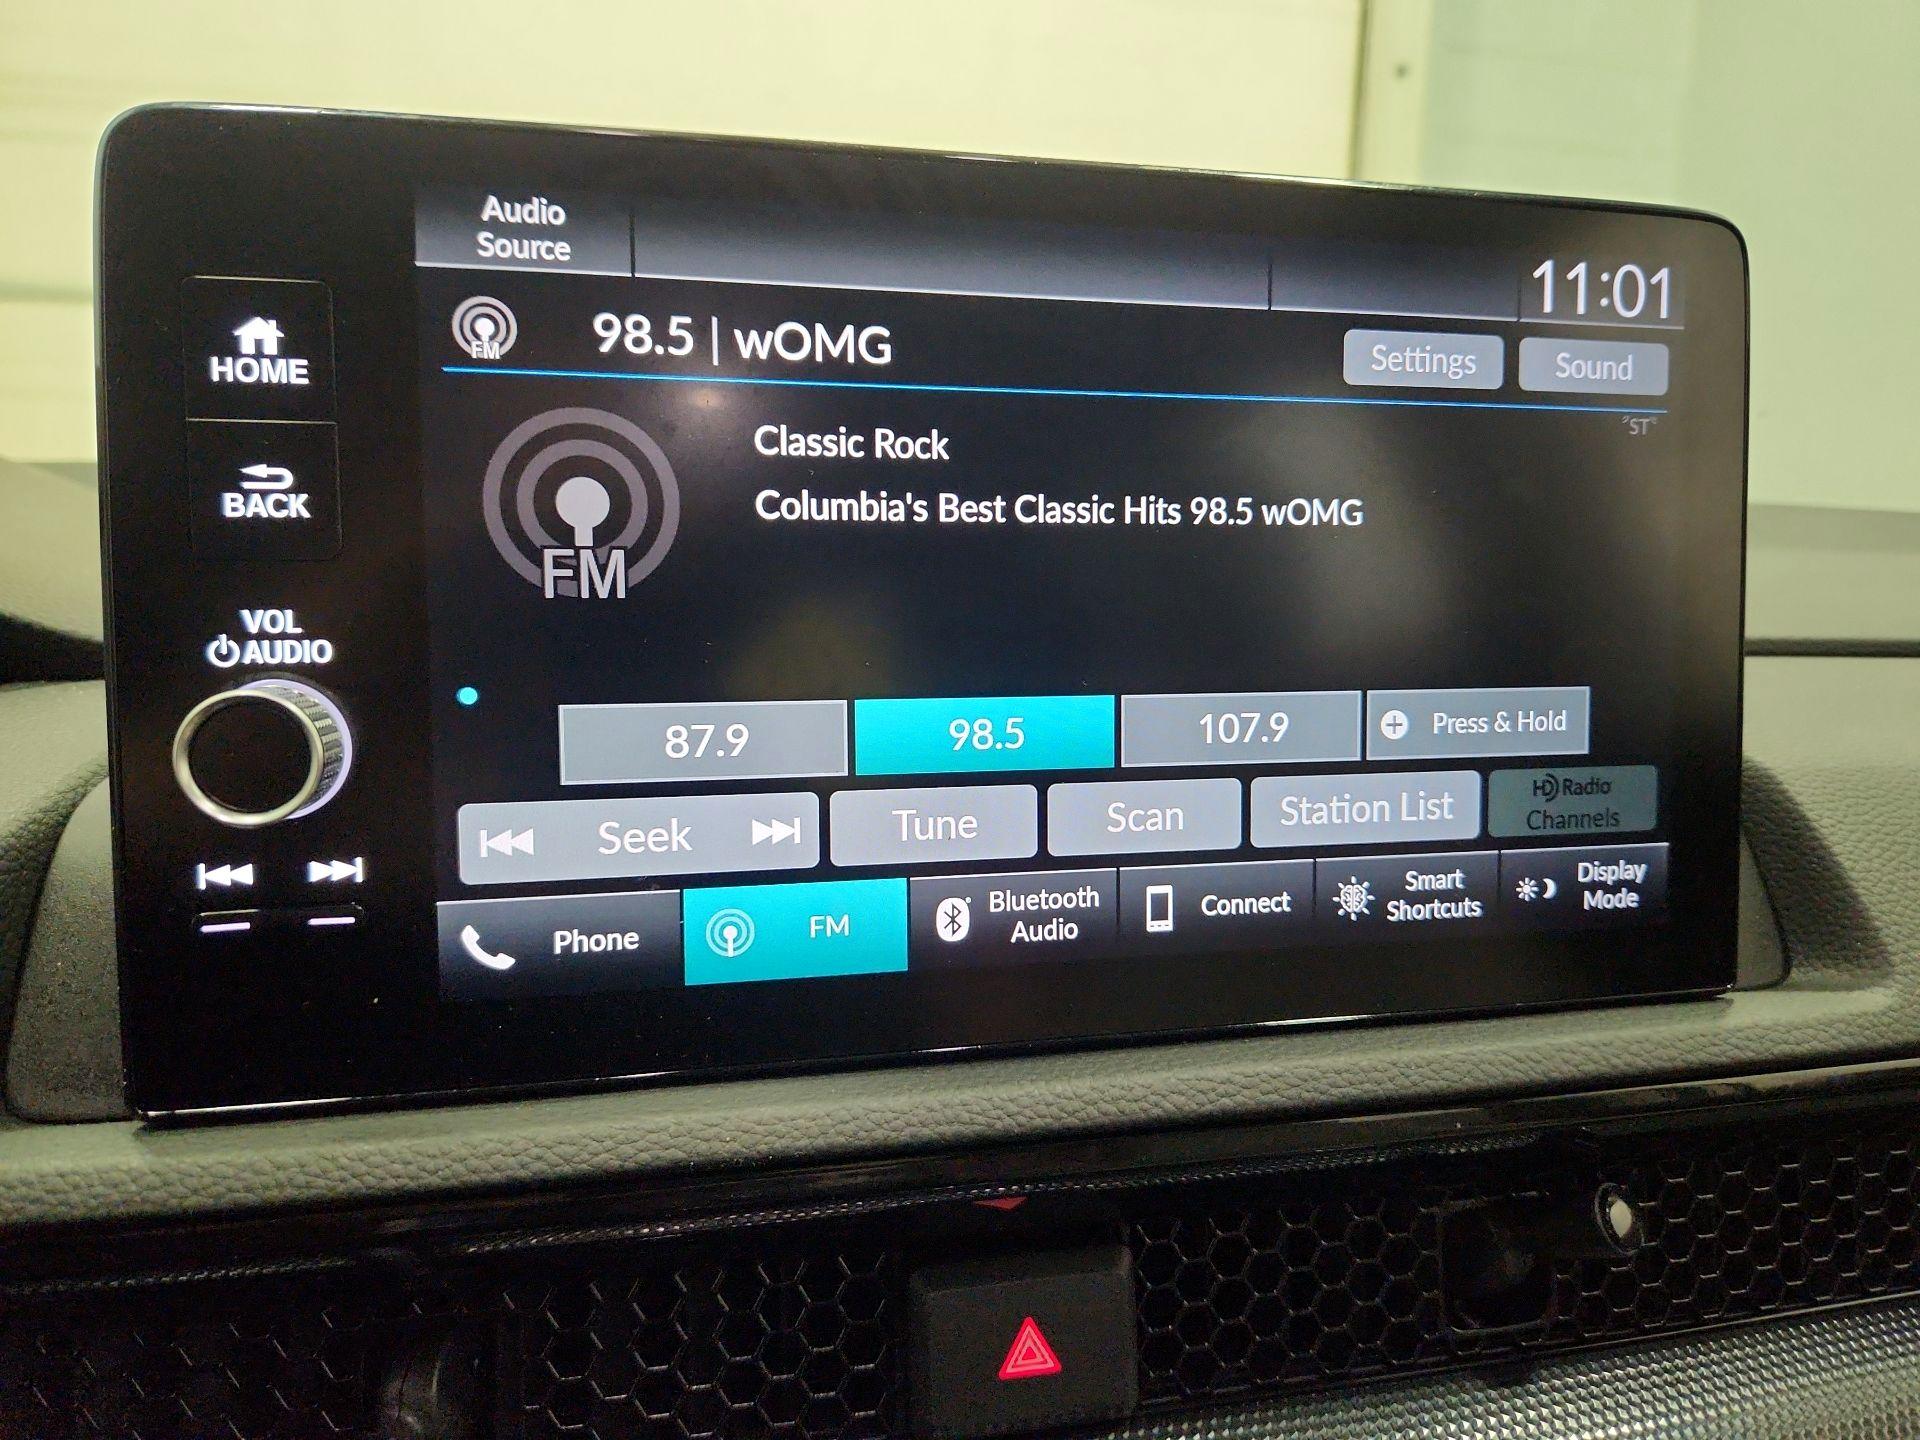 Audio
Source
11:01
HOME
FM
98.5 | wOMG
Settings
Sound
"ST"
BACK
Classic Rock
Columbia's Best Classic Hits 98.5 wOMG
FM
VOL
AUDIO
87.9
98.5
107.9
Press & Hold
Seek
Tune
Scan
Station List
HD Radio
Channels
Phone
FM
Bluetooth
Audio
Connect
Smart
Shortcuts
Display
Mode